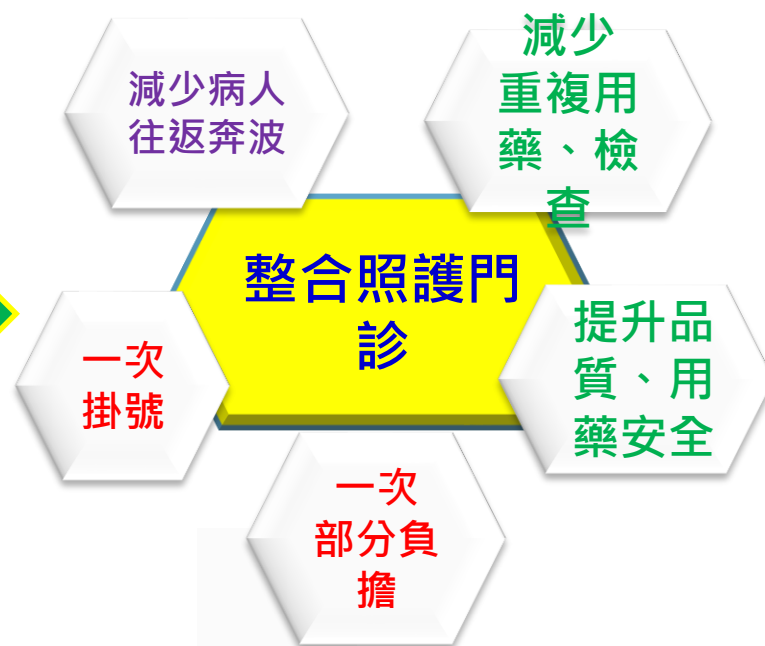 減少病人
往返奔波
減少
重複用
藥、檢
查
整合照護門
診
一次
掛號
提升品
質、用
藥安全
一次
部分負
擔